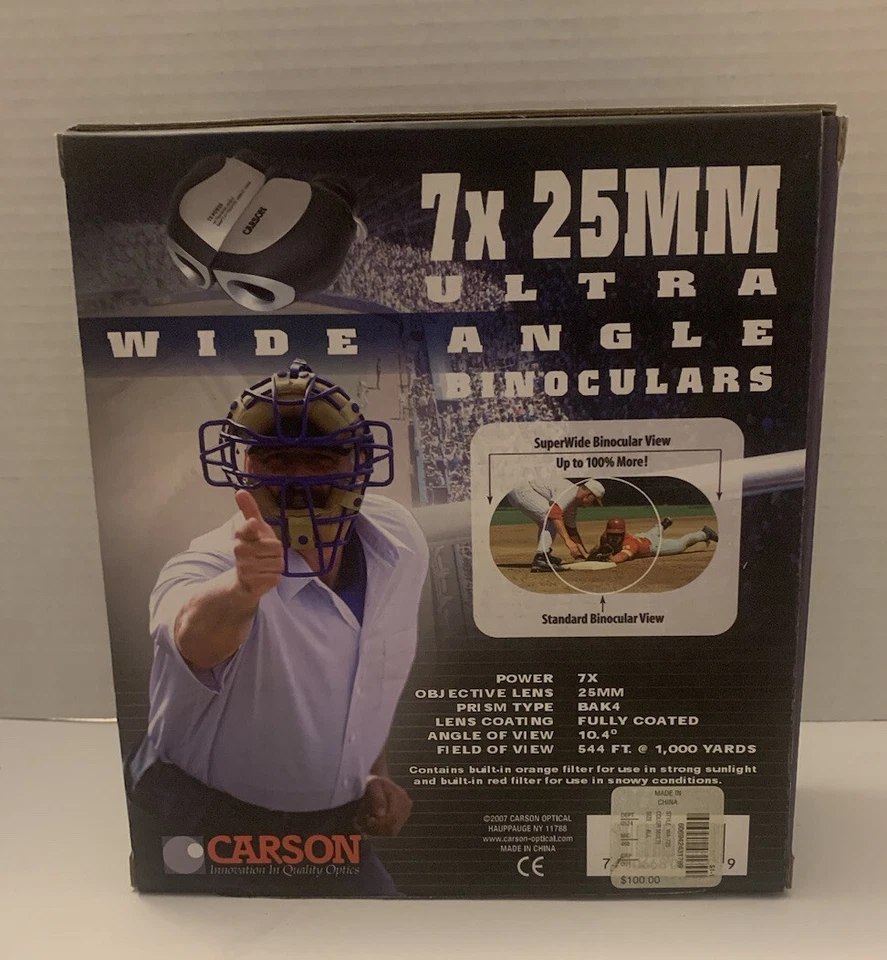 CARSON
7X 25MM
ULTRA
WIDE ANGLE
BINOCULARS
SuperWide Binocular View
Up to 100% More!
Standard Binocular View
POWER 7X
OBJECTIVE LENS 25MM
PRISM TYPE BAK4
LENS COATING FULLY COATED
ANGLE OF VIEW 10.4º
FIELD OF VIEW 544 FT. @ 1,000 YARDS
Contains built-in orange filter for use in strong sunlight
and built-in red filter for use in snowy conditions.
©2007 CARSON OPTICAL
HAUPPAUGE NY 11788
www.carson-optical.com
MADE IN CHINA
CE
MADE IN
CHINA
DEPT
$100.00
7
9
CARSON
Innovation In Quality Optics